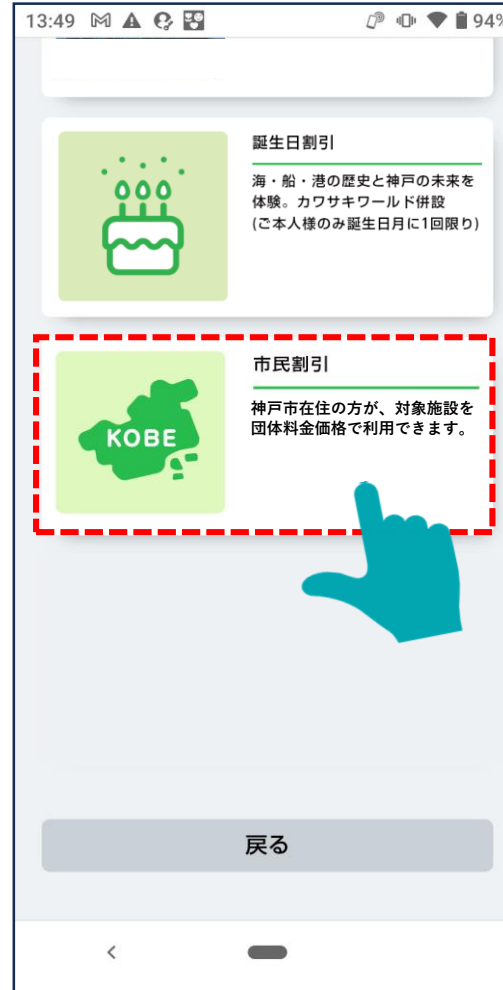 13:49
94%
誕生日割引
海・船・港の歴史と神戸の未来を
体験。カワサキワールド併設
(ご本人様のみ誕生日月に1回限り)
市民割引
神戸市在住の方が、対象施設を
団体料金価格で利用できます。
KOBE
戻る